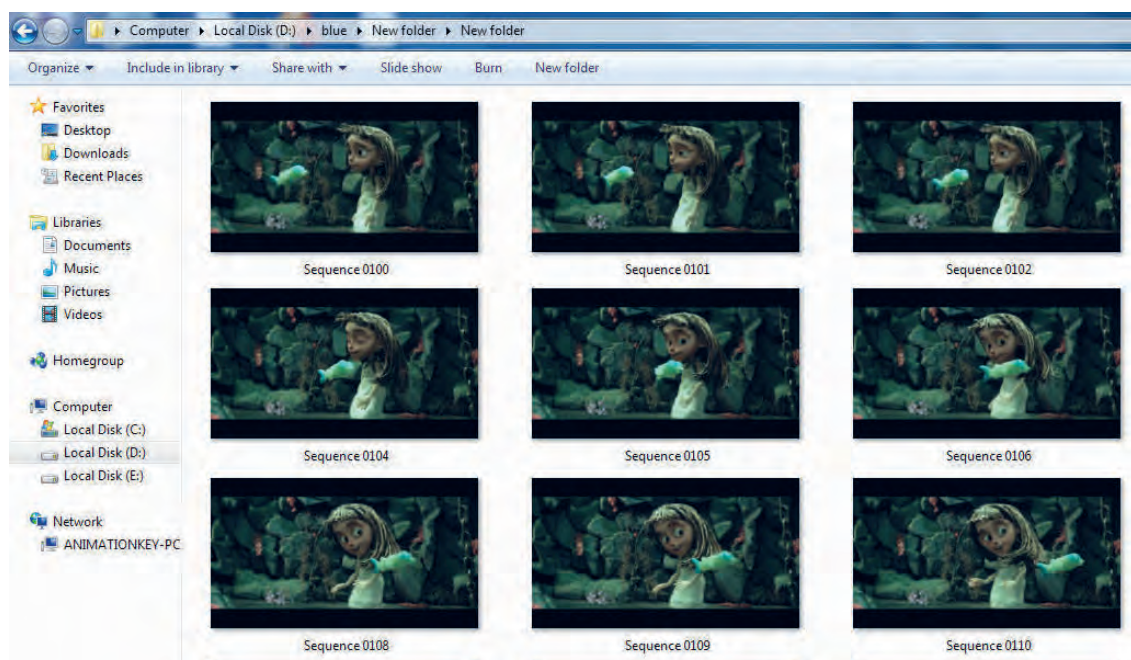 Computer ▸ Local Disk (D:) ▸ blue ▸ New folder ▸ New folder
Organize Include in library Share with Slide show Burn New folder
Favorites
Desktop
Downloads
Recent Places
Libraries
Documents
Music
Pictures
Videos
Homegroup
Computer
Local Disk (C:)
Local Disk (D:)
Local Disk (E:)
Network
ANIMATIONKEY-PC
Sequence 0100 Sequence 0101 Sequence 0102
Sequence 0104 Sequence 0105 Sequence 0106
Sequence 0108 Sequence 0109 Sequence 0110